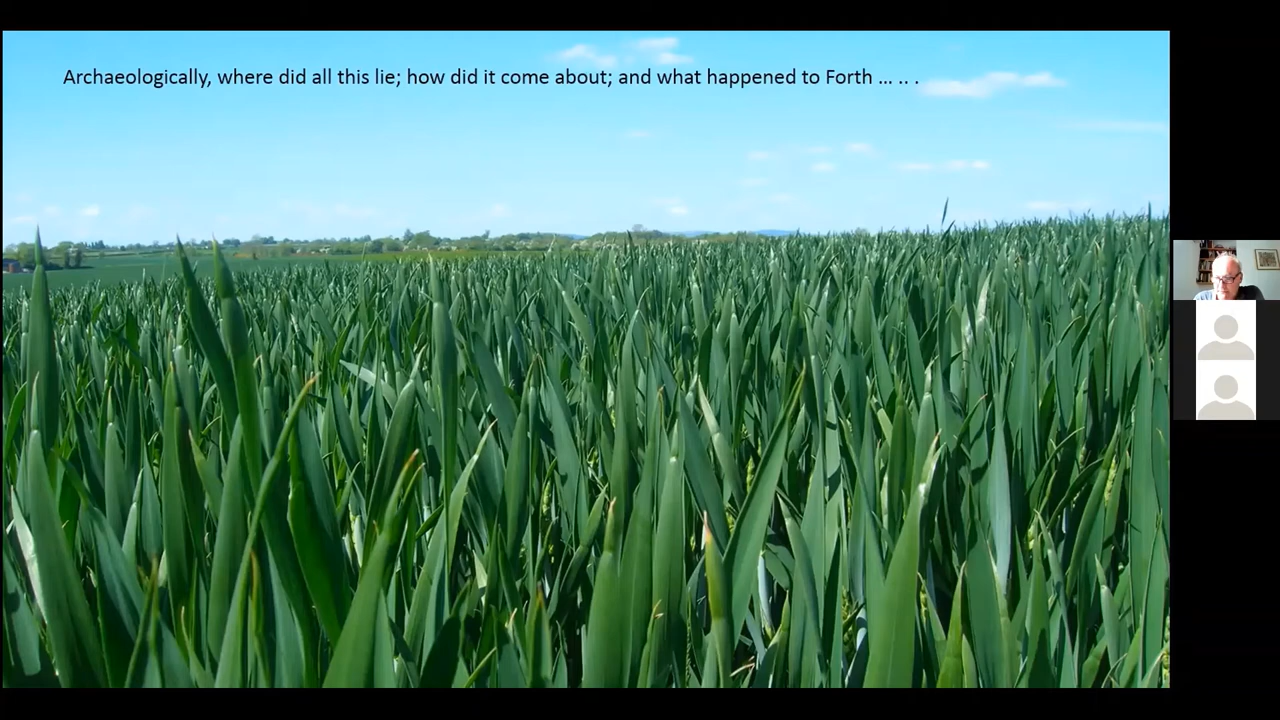 Archaeologically, where did all this lie; how did it come about; and what happened to Forth ... .. .